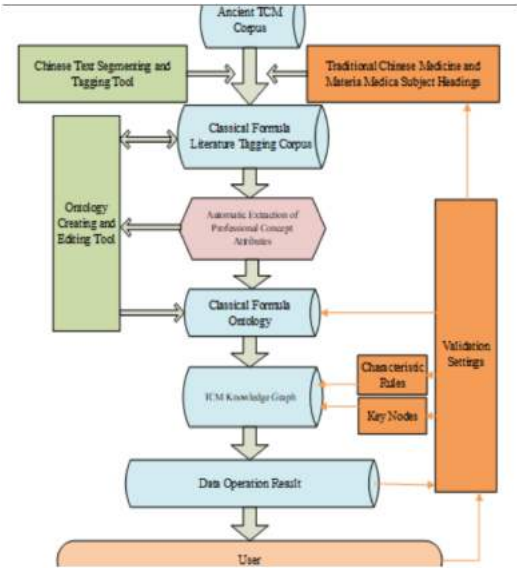 Ancient TCM
Corpus
Chinese Text Segmenting and
Tagging Tool
Traditional Chinese Medicine and
Materia Medica Subject Headings
Classical Formula
Literature Tagging Corpus
Ontology
Creating and
Editing Tool
Automatic Extraction of
Professional Concept
Attributes
Classical Formula
Ontology
Validation
Settings
Characteristic
Rules
TCM Knowledge Graph
Key Nodes
Data Operation Result
User